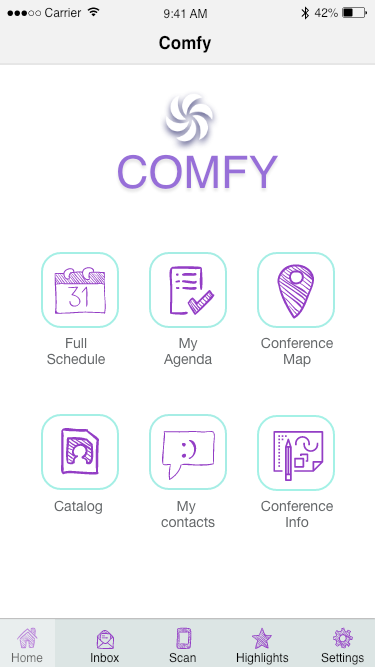 Carrier 9:41 AM 42%
Comfy
COMFY
31
Full
Schedule
My
Agenda
Conference
Map
Catalog
:)
My
contacts
Conference
Info
Home Inbox Scan Highlights Settings